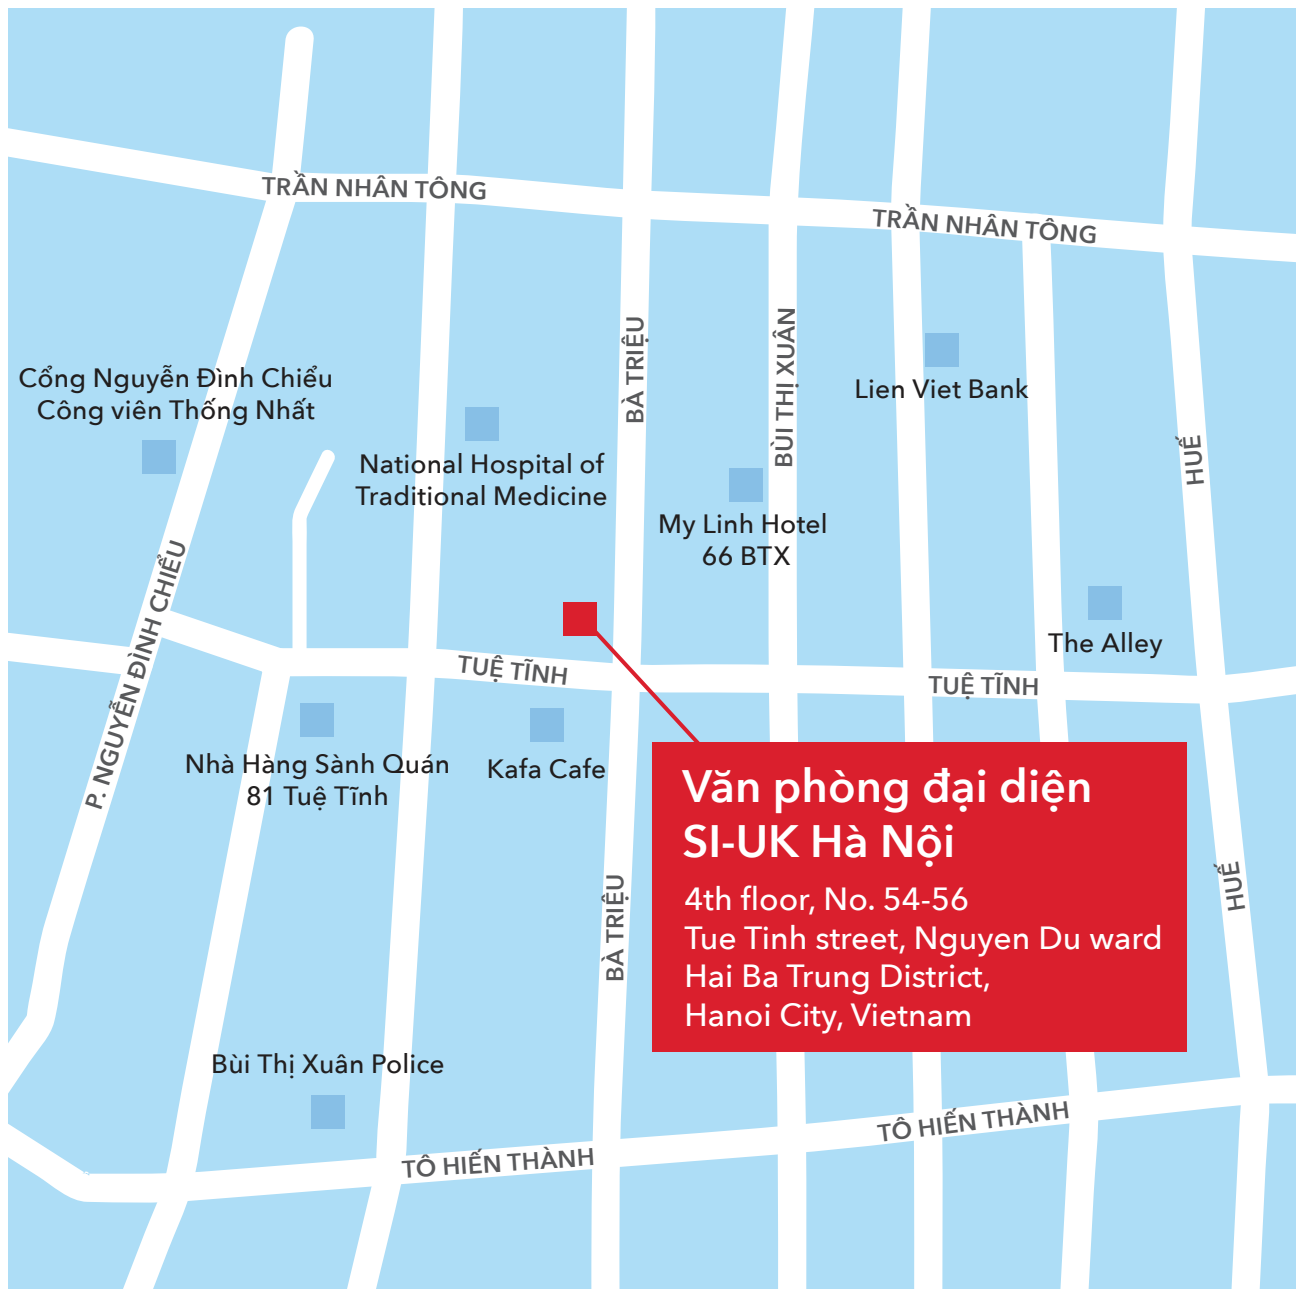 TRẦN NHÂN TÔNG
TRẦN NHÂN TÔNG
BÀ TRIỆU
BÙI THỊ XUÂN
Lien Viet Bank
Cổng Nguyễn Đình Chiểu
Công viên Thống Nhất
HUẾ
National Hospital of
Traditional Medicine
My Linh Hotel
66 BTX
P. NGUYỄN ĐÌNH CHIỂU
The Alley
TUỆ TĨNH
TUỆ TĨNH
Nhà Hàng Sành Quán
81 Tuệ Tĩnh
Kafa Cafe
Văn phòng đại diện
SI-UK Hà Nội
4th floor, No. 54-56
Tue Tinh street, Nguyen Du ward
Hai Ba Trung District,
Hanoi City, Vietnam
BÀ TRIỆU
HUẾ
Bùi Thị Xuân Police
TÔ HIẾN THÀNH
TÔ HIẾN THÀNH